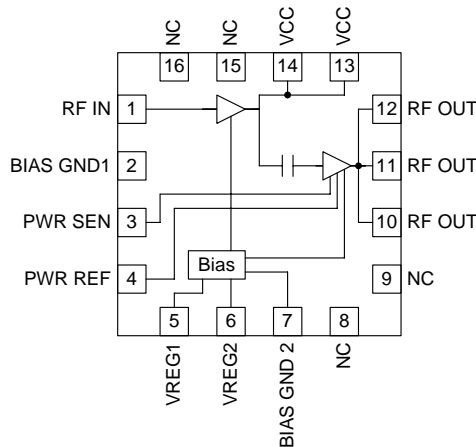 NC
NC
VCC
VCC
16
15
14
13
RF IN
1
12
RF OUT
BIAS GND1
2
11
RF OUT
PWR SEN
3
10
RF OUT
PWR REF
4
Bias
9
NC
5
6
7
8
VREG1
VREG2
BIAS GND 2
NC